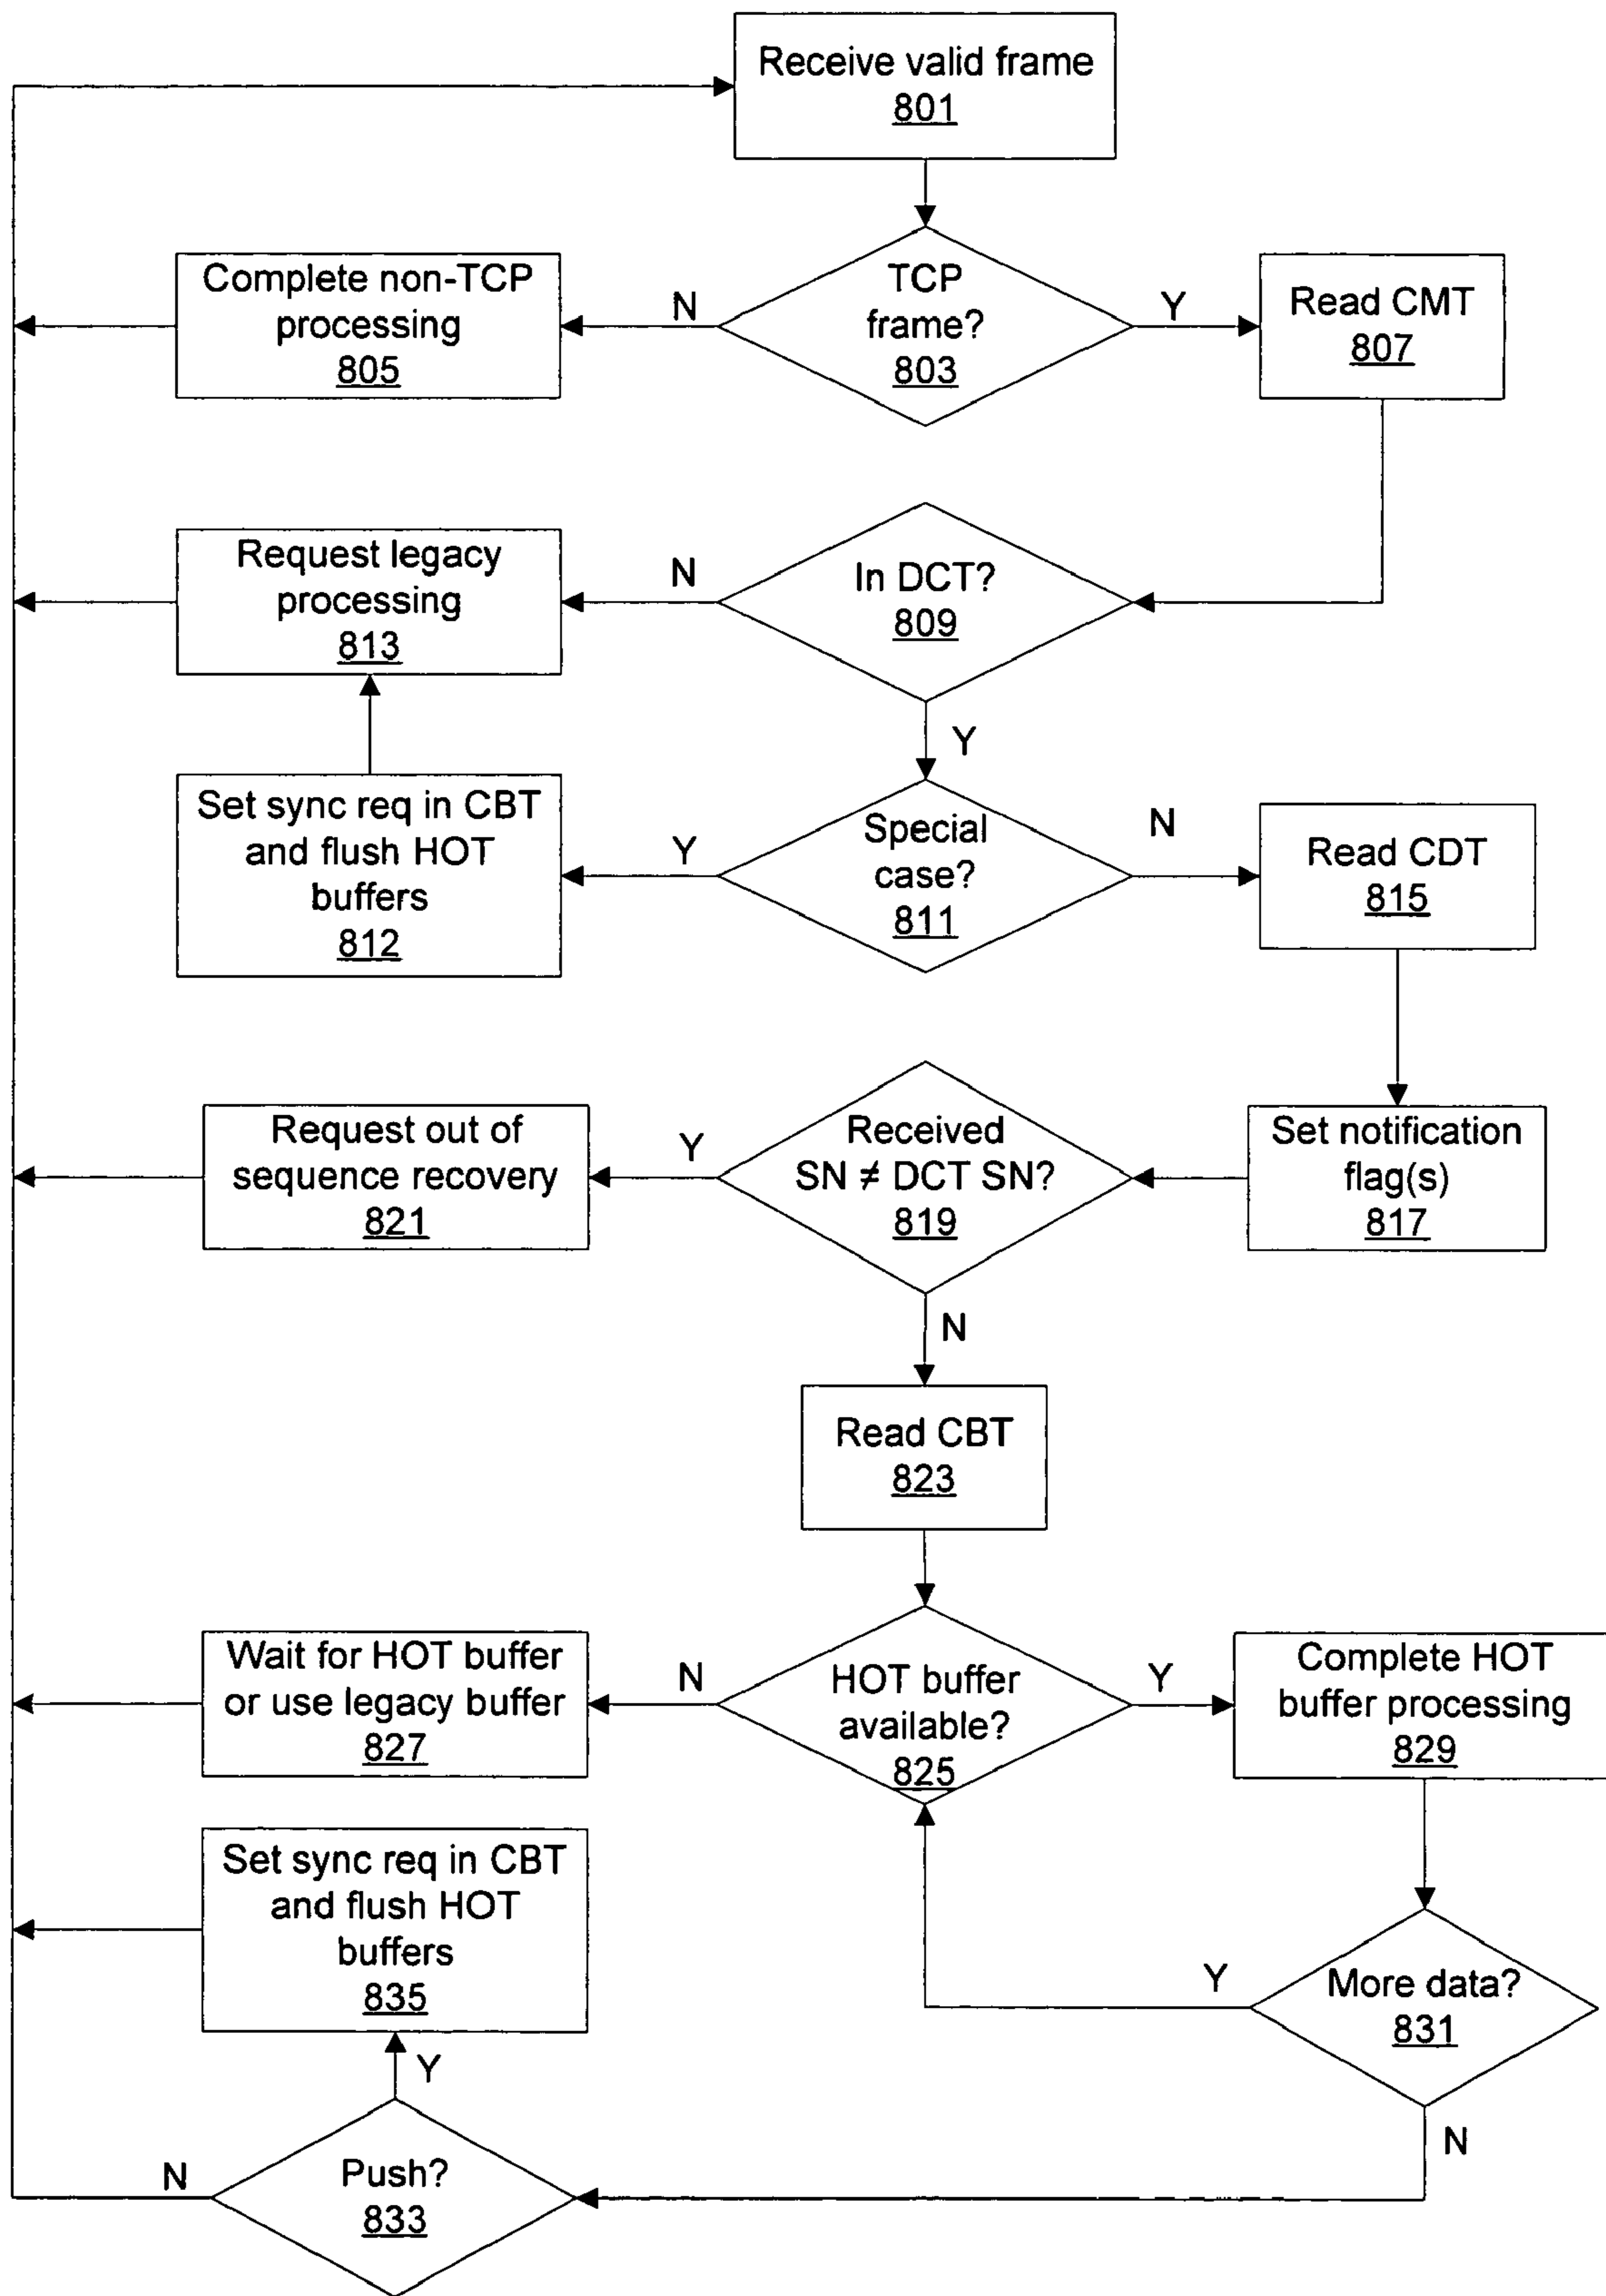 Receive valid frame
801
TCP
frame?
803
N
Y
Complete non-TCP
processing
805
Read CMT
807
In DCT?
809
N
Y
Request legacy
processing
813
Special
case?
811
Y
N
Set sync req in CBT
and flush HOT
buffers
812
Read CDT
815
Set notification
flag(s)
817
Received
SN ≠ DCT SN?
819
Y
N
Request out of
sequence recovery
821
Read CBT
823
HOT buffer
available?
825
N
Y
Wait for HOT buffer
or use legacy buffer
827
Complete HOT
buffer processing
829
More data?
831
Y
N
Set sync req in CBT
and flush HOT
buffers
835
Y
Push?
833
N